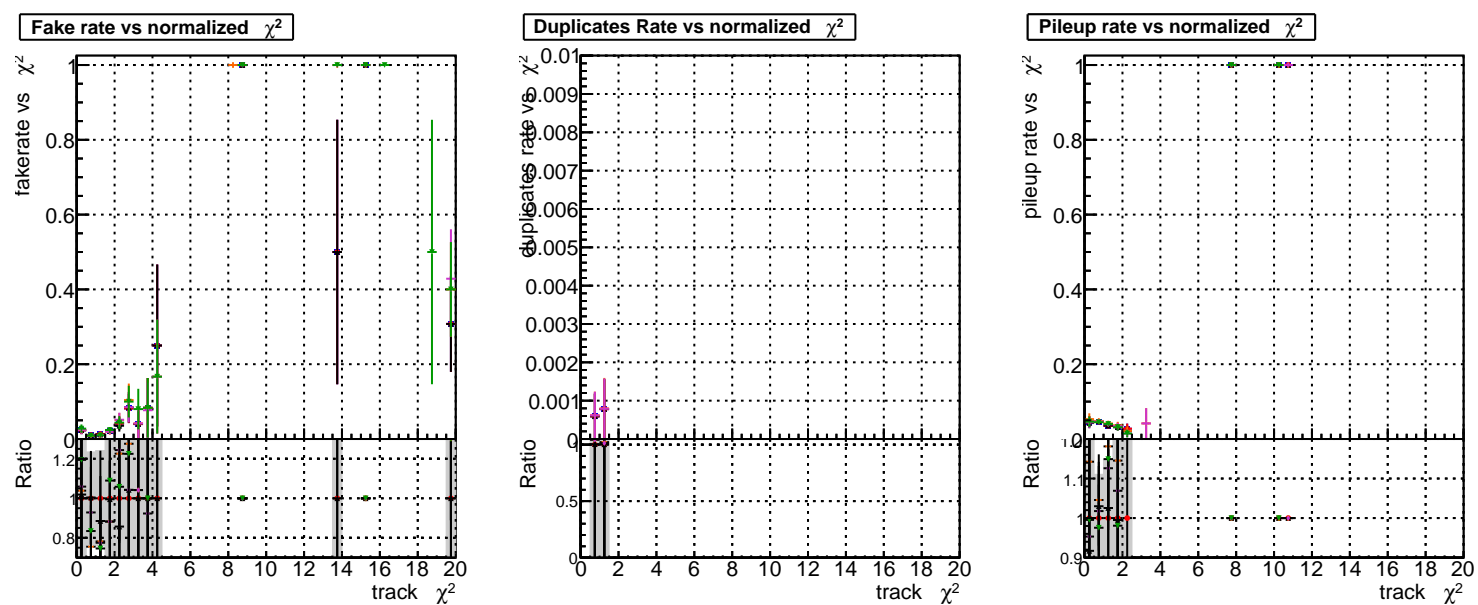 Fake rate vs normalized χ²
fakerate vs χ²
1
0.8
0.6
0.4
0.2
0
Ratio
1.2
1
0.8
0 2 4 6 8 10 12 14 16 18 20
track χ²
Duplicates Rate vs normalized χ²
duplicates rate vs χ²
0.01
0.009
0.008
0.007
0.006
0.005
0.004
0.003
0.002
0.001
0
Ratio
1
0.5
0
0 2 4 6 8 10 12 14 16 18 20
track χ²
Pileup rate vs normalized χ²
pileup rate vs χ²
1
0.8
0.6
0.4
0.2
0
Ratio
1.1
1
0.9
0 2 4 6 8 10 12 14 16 18 20
track χ²